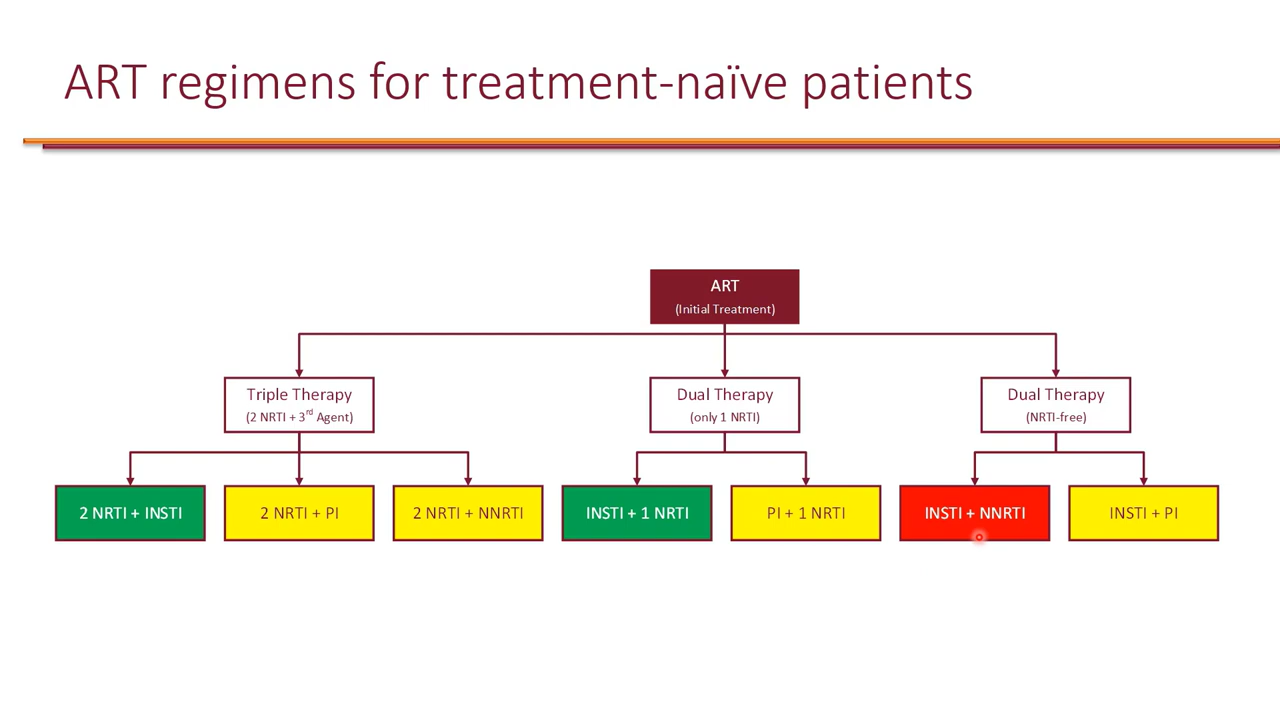 ART regimens for treatment-naïve patients
ART
(Initial Treatment)
Triple Therapy
(2 NRTI + 3rd Agent)
Dual Therapy
(only 1 NRTI)
Dual Therapy
(NRTI-free)
2 NRTI + INSTI
2 NRTI + PI
2 NRTI + NNRTI
INSTI + 1 NRTI
PI + 1 NRTI
INSTI + NNRTI
INSTI + PI